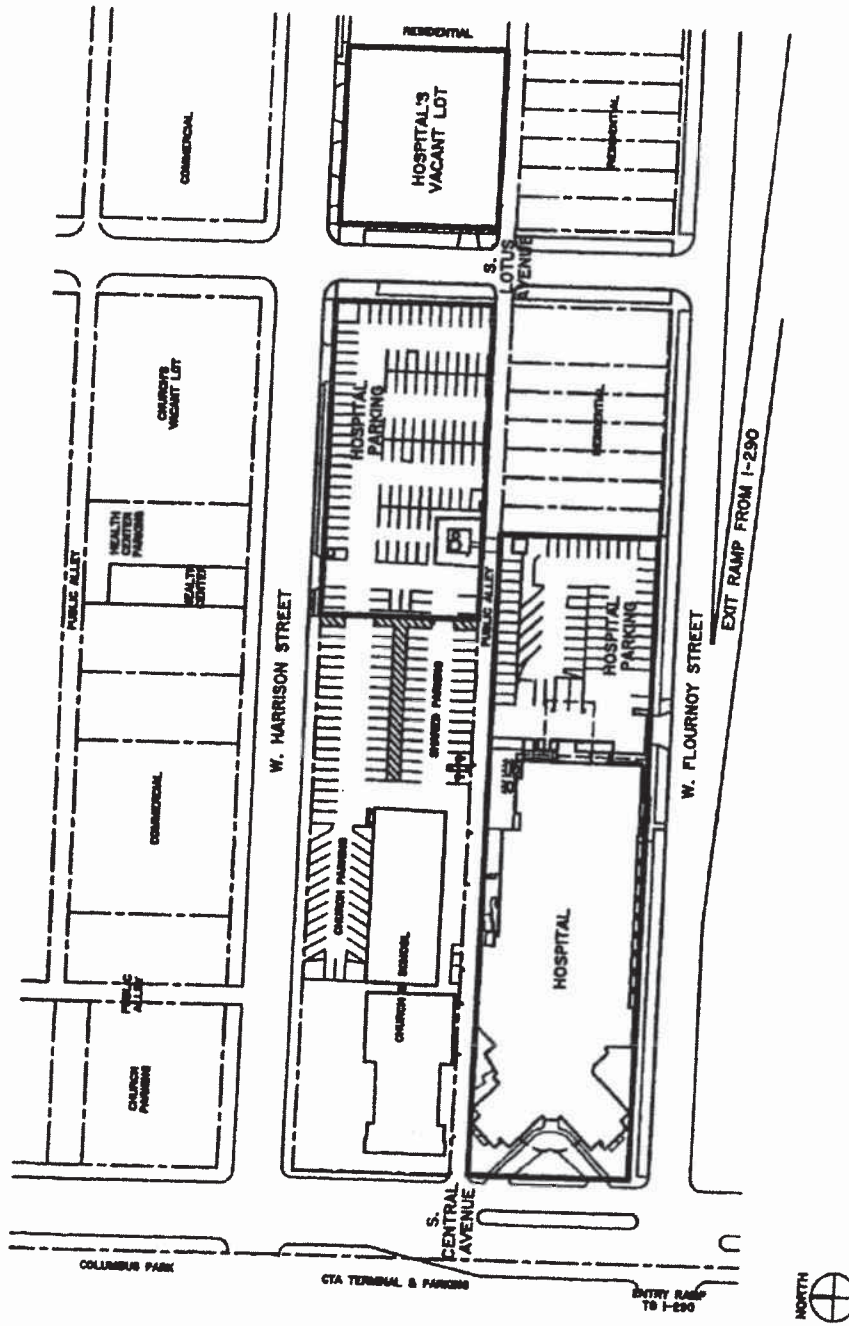 RESIDENTIAL
HOSPITAL'S
VACANT LOT
COMMERCIAL
RESIDENTIAL
S.
LOTUS
AVENUE
CHURCH'S
VACANT LOT
HOSPITAL
PARKING
RESIDENTIAL
HEALTH
CENTER
PARKING
HEALTH
CENTER
PUBLIC ALLEY
PUBLIC ALLEY
W. HARRISON STREET
SHARED PARKING
HOSPITAL
PARKING
W. FLOURNOY STREET
EXIT RAMP FROM I-290
COMMERCIAL
CHURCH PARKING
CHURCH
SCHOOL
HOSPITAL
PUBLIC
ALLEY
CHURCH
PARKING
S.
CENTRAL
AVENUE
COLUMBUS PARK
CTA TERMINAL & PARKING
ENTRY RAMP
TO I-290
NORTH